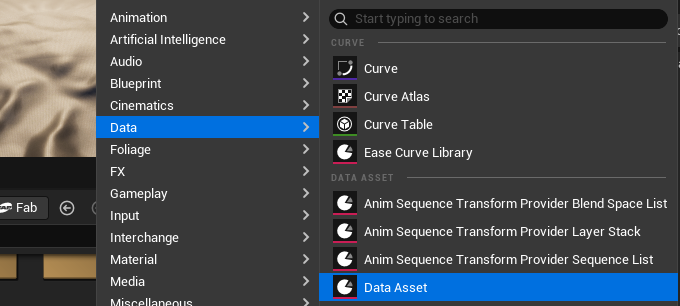 Animation
Artificial Intelligence
Audio
Blueprint
Cinematics
Data
Foliage
FX
Gameplay
Input
Interchange
Material
Media
Miscellaneous
Fab
Start typing to search
CURVE
Curve
Curve Atlas
Curve Table
Ease Curve Library
DATA ASSET
Anim Sequence Transform Provider Blend Space List
Anim Sequence Transform Provider Layer Stack
Anim Sequence Transform Provider Sequence List
Data Asset